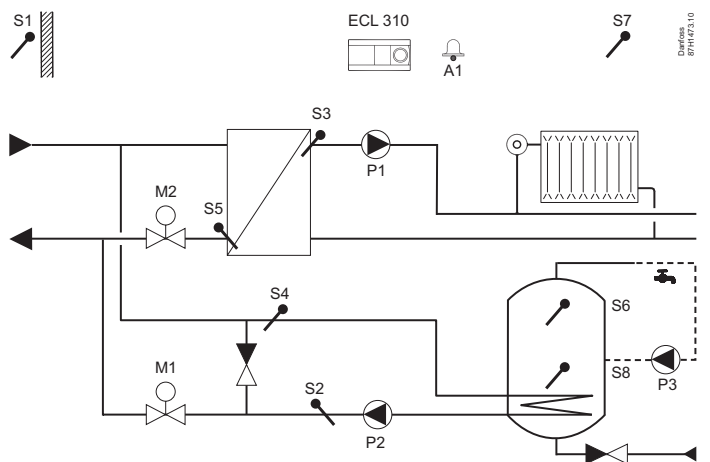 S1
ECL 310
A1
S7
Danfoss
87H1473.10
S3
P1
M2
S5
S4
S6
S8
P3
M1
S2
P2